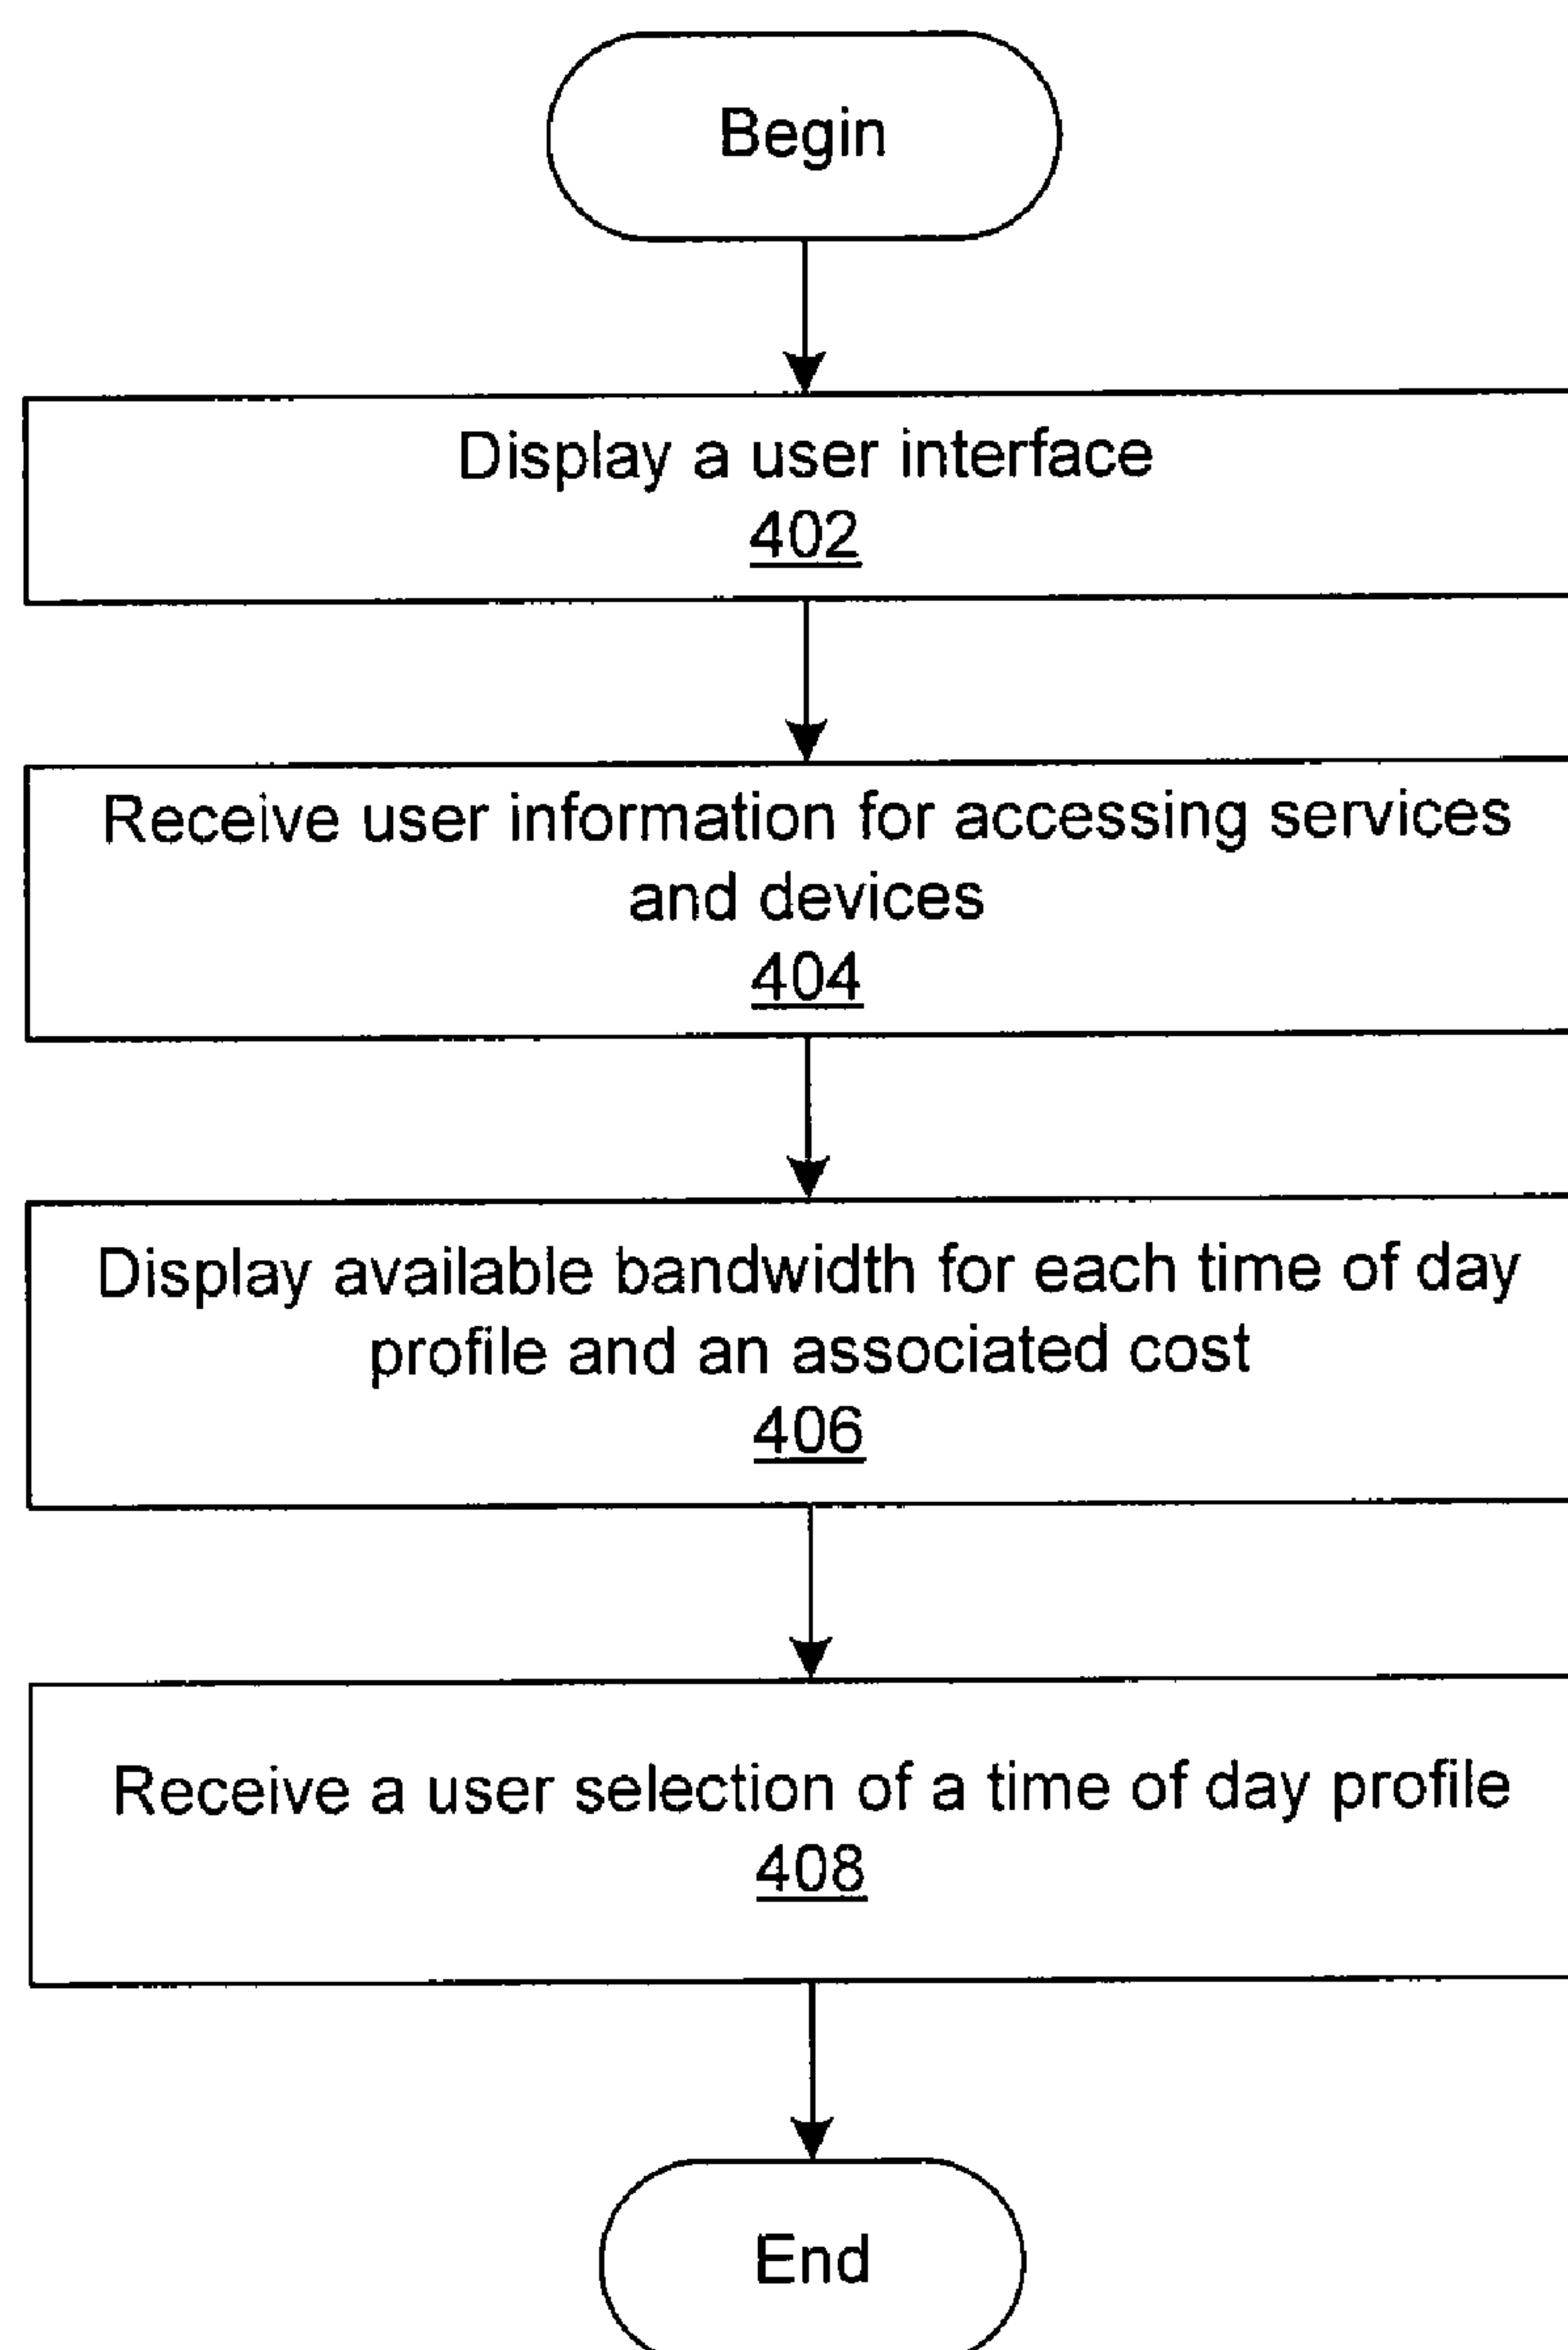 Begin
Display a user interface
402
Receive user information for accessing services
and devices
404
Display available bandwidth for each time of day
profile and an associated cost
406
Receive a user selection of a time of day profile
408
End